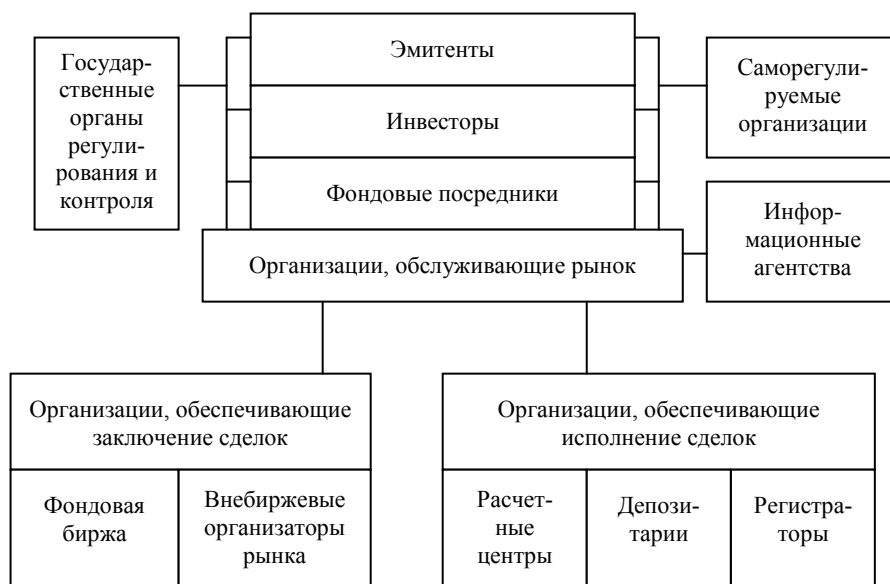 Государ-
ственные
органы
регули-
рования и
контроля
Эмитенты
Инвесторы
Фондовые посредники
Организации, обслуживающие рынок
Саморегули-
руемые
организации
Инфор-
мационные
агентства
Организации, обеспечивающие
заключение сделок
Фондовая
биржа
Внебиржевые
организаторы
рынка
Организации, обеспечивающие
исполнение сделок
Расчет-
ные
центры
Депози-
тарии
Регистра-
торы